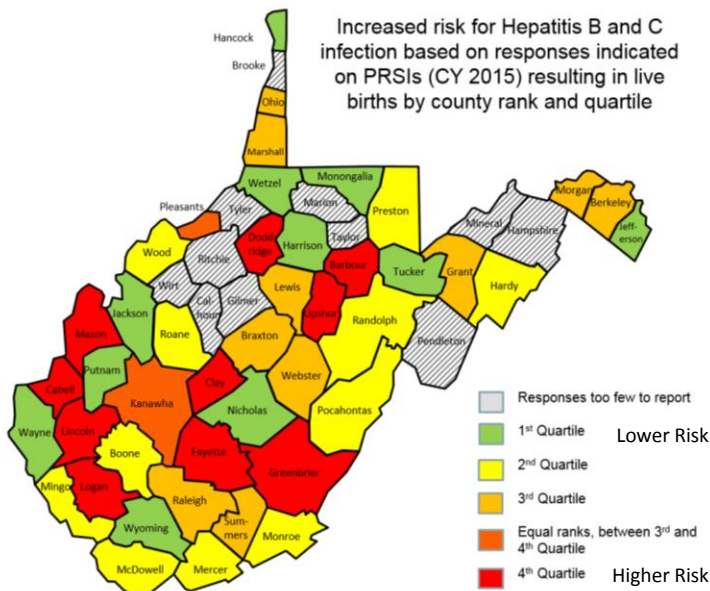 Increased risk for Hepatitis B and C
infection based on responses indicated
on PRSIs (CY 2015) resulting in live
births by county rank and quartile
Hancock
Brooke
Ohio
Marshall
Wetzel
Monongalia
Pleasants
Tyler
Marion
Preston
Morgan
Berkeley
Jeff-
erson
Mineral
Hampshire
Wood
Ritchie
Dodd
ridge
Harrison
Taylor
Barbour
Tucker
Grant
Hardy
Wirt
Cal-
houn
Gilmer
Lewis
Upshur
Randolph
Pendleton
Jackson
Roane
Braxton
Mason
Putnam
Clay
Webster
Pocahontas
Cabell
Kanawha
Nicholas
Wayne
Lincoln
Boone
Fayette
Greenbrier
Mingo
Logan
Raleigh
Sum-
mers
Wyoming
Monroe
McDowell
Mercer
Responses too few to report
1st Quartile Lower Risk
2nd Quartile
3rd Quartile
Equal ranks, between 3rd and
4th Quartile
4th Quartile Higher Risk